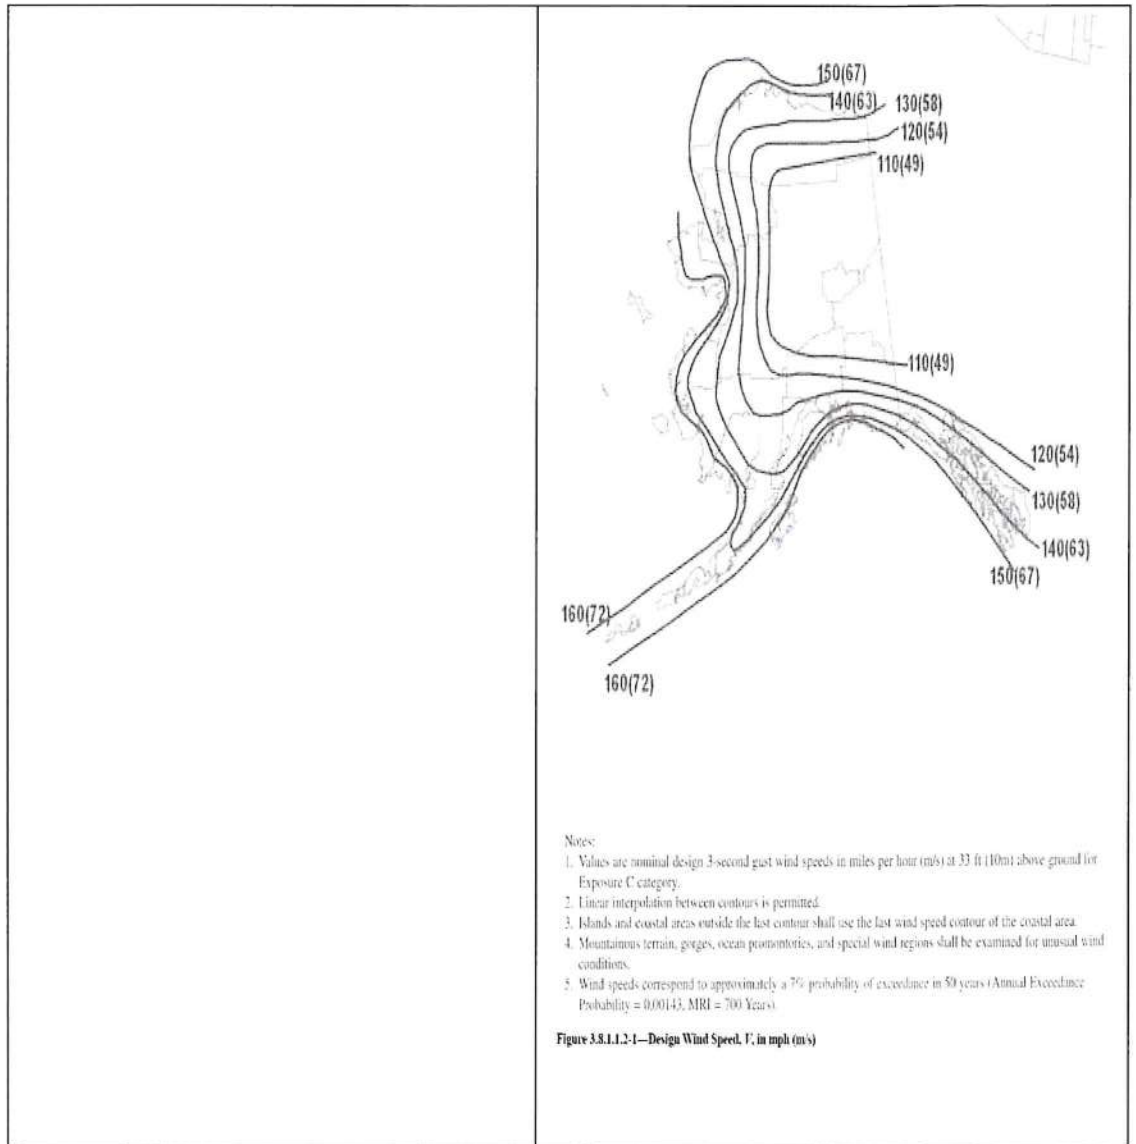 150(67)
140(63)
130(58)
120(54)
110(49)
110(49)
120(54)
130(58)
140(63)
150(67)
160(72)
160(72)
Notes:
1. Values are nominal design 3-second gust wind speeds in miles per hour (m/s) at 33 ft (10m) above ground for
Exposure C category.
2. Linear interpolation between contours is permitted.
3. Islands and coastal areas outside the last contour shall use the last wind speed contour of the coastal area.
4. Mountainous terrain, gorges, ocean promontories, and special wind regions shall be examined for unusual wind
conditions.
5. Wind speeds correspond to approximately a 7% probability of exceedance in 50 years (Annual Exceedance
Probability = 0.00143, MRI = 700 Years).
Figure 3.8.1.1.2-1—Design Wind Speed, V, in mph (m/s)